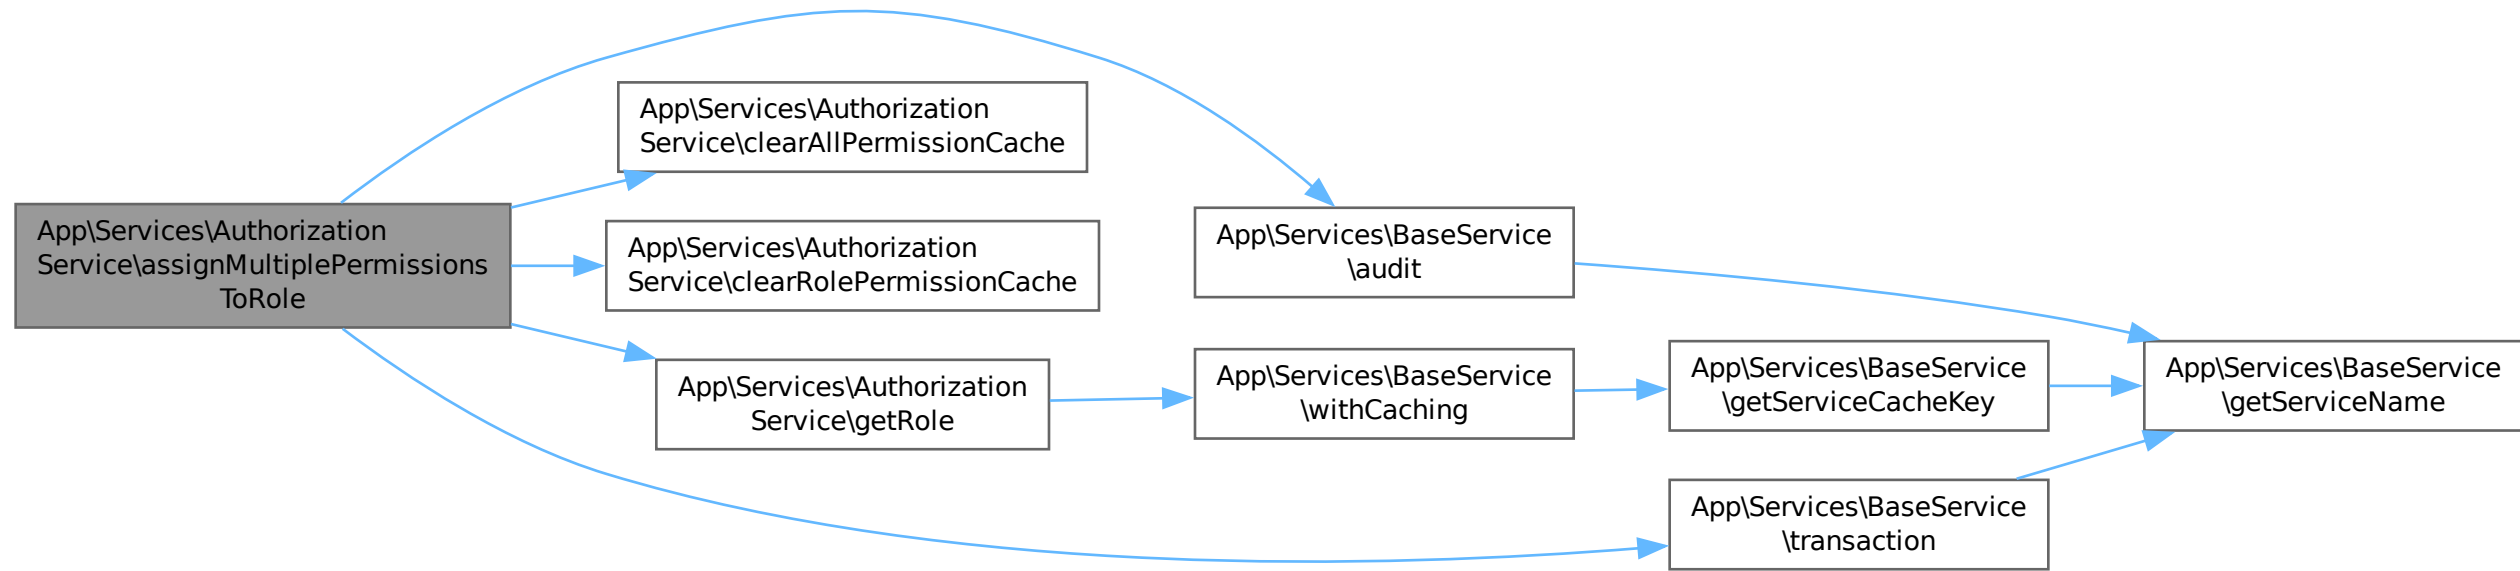 App\Services\Authorization
Service\assignMultiplePermissions
ToRole
App\Services\Authorization
Service\clearAllPermissionCache
App\Services\Authorization
Service\clearRolePermissionCache
App\Services\Authorization
Service\getRole
App\Services\BaseService
\audit
App\Services\BaseService
\withCaching
App\Services\BaseService
\getServiceCacheKey
App\Services\BaseService
\transaction
App\Services\BaseService
\getServiceName